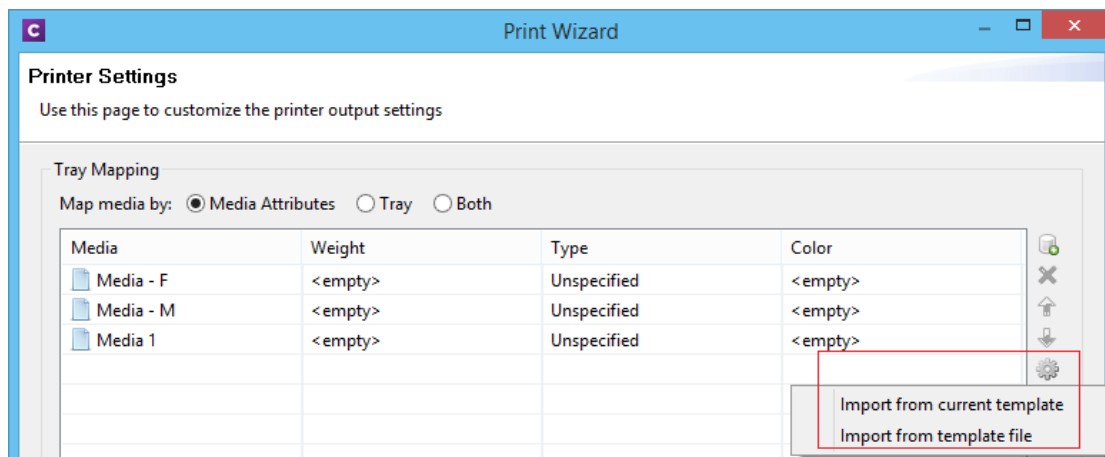 C Print Wizard
Printer Settings
Use this page to customize the printer output settings
Tray Mapping
Map media by: Media Attributes Tray Both
Media Weight Type Color
Media - F <empty> Unspecified <empty>
Media - M <empty> Unspecified <empty>
Media 1 <empty> Unspecified <empty>
Import from current template
Import from template file